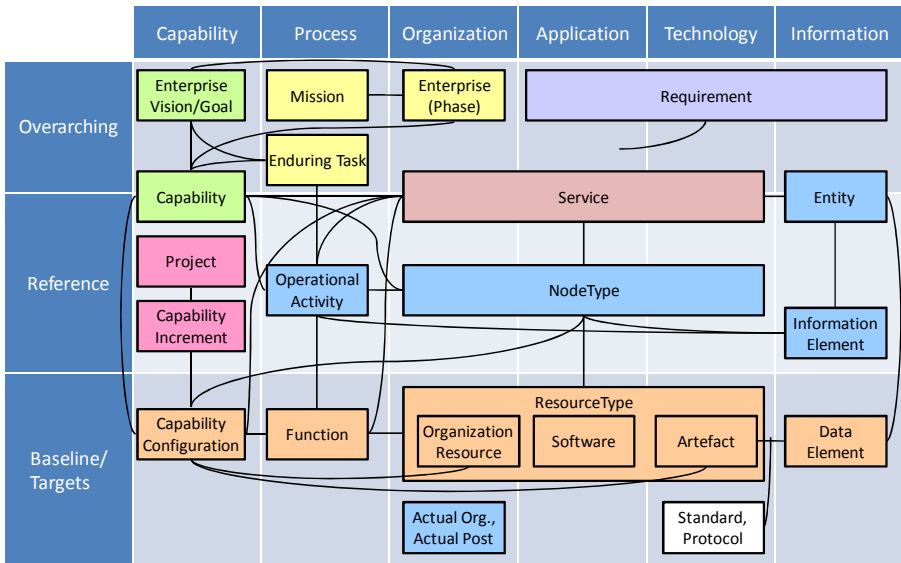 Capability
Process
Organization
Application
Technology
Information
Overarching
Enterprise
Vision/Goal
Mission
Enterprise
(Phase)
Requirement
Enduring Task
Reference
Capability
Service
Entity
Project
Operational
Activity
NodeType
Capability
Increment
Information
Element
Baseline/
Targets
Capability
Configuration
Function
ResourceType
Organization
Resource
Software
Artefact
Data
Element
Actual Org.,
Actual Post
Standard,
Protocol